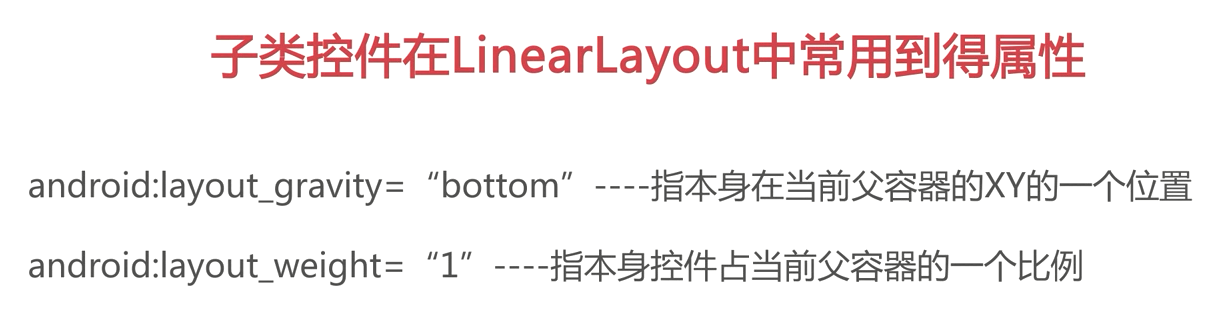 子类控件在LinearLayout中常用到得属性
android:layout_gravity=“bottom”----指本身在当前父容器的XY的一个位置
android:layout_weight=“1”----指本身控件占当前父容器的一个比例